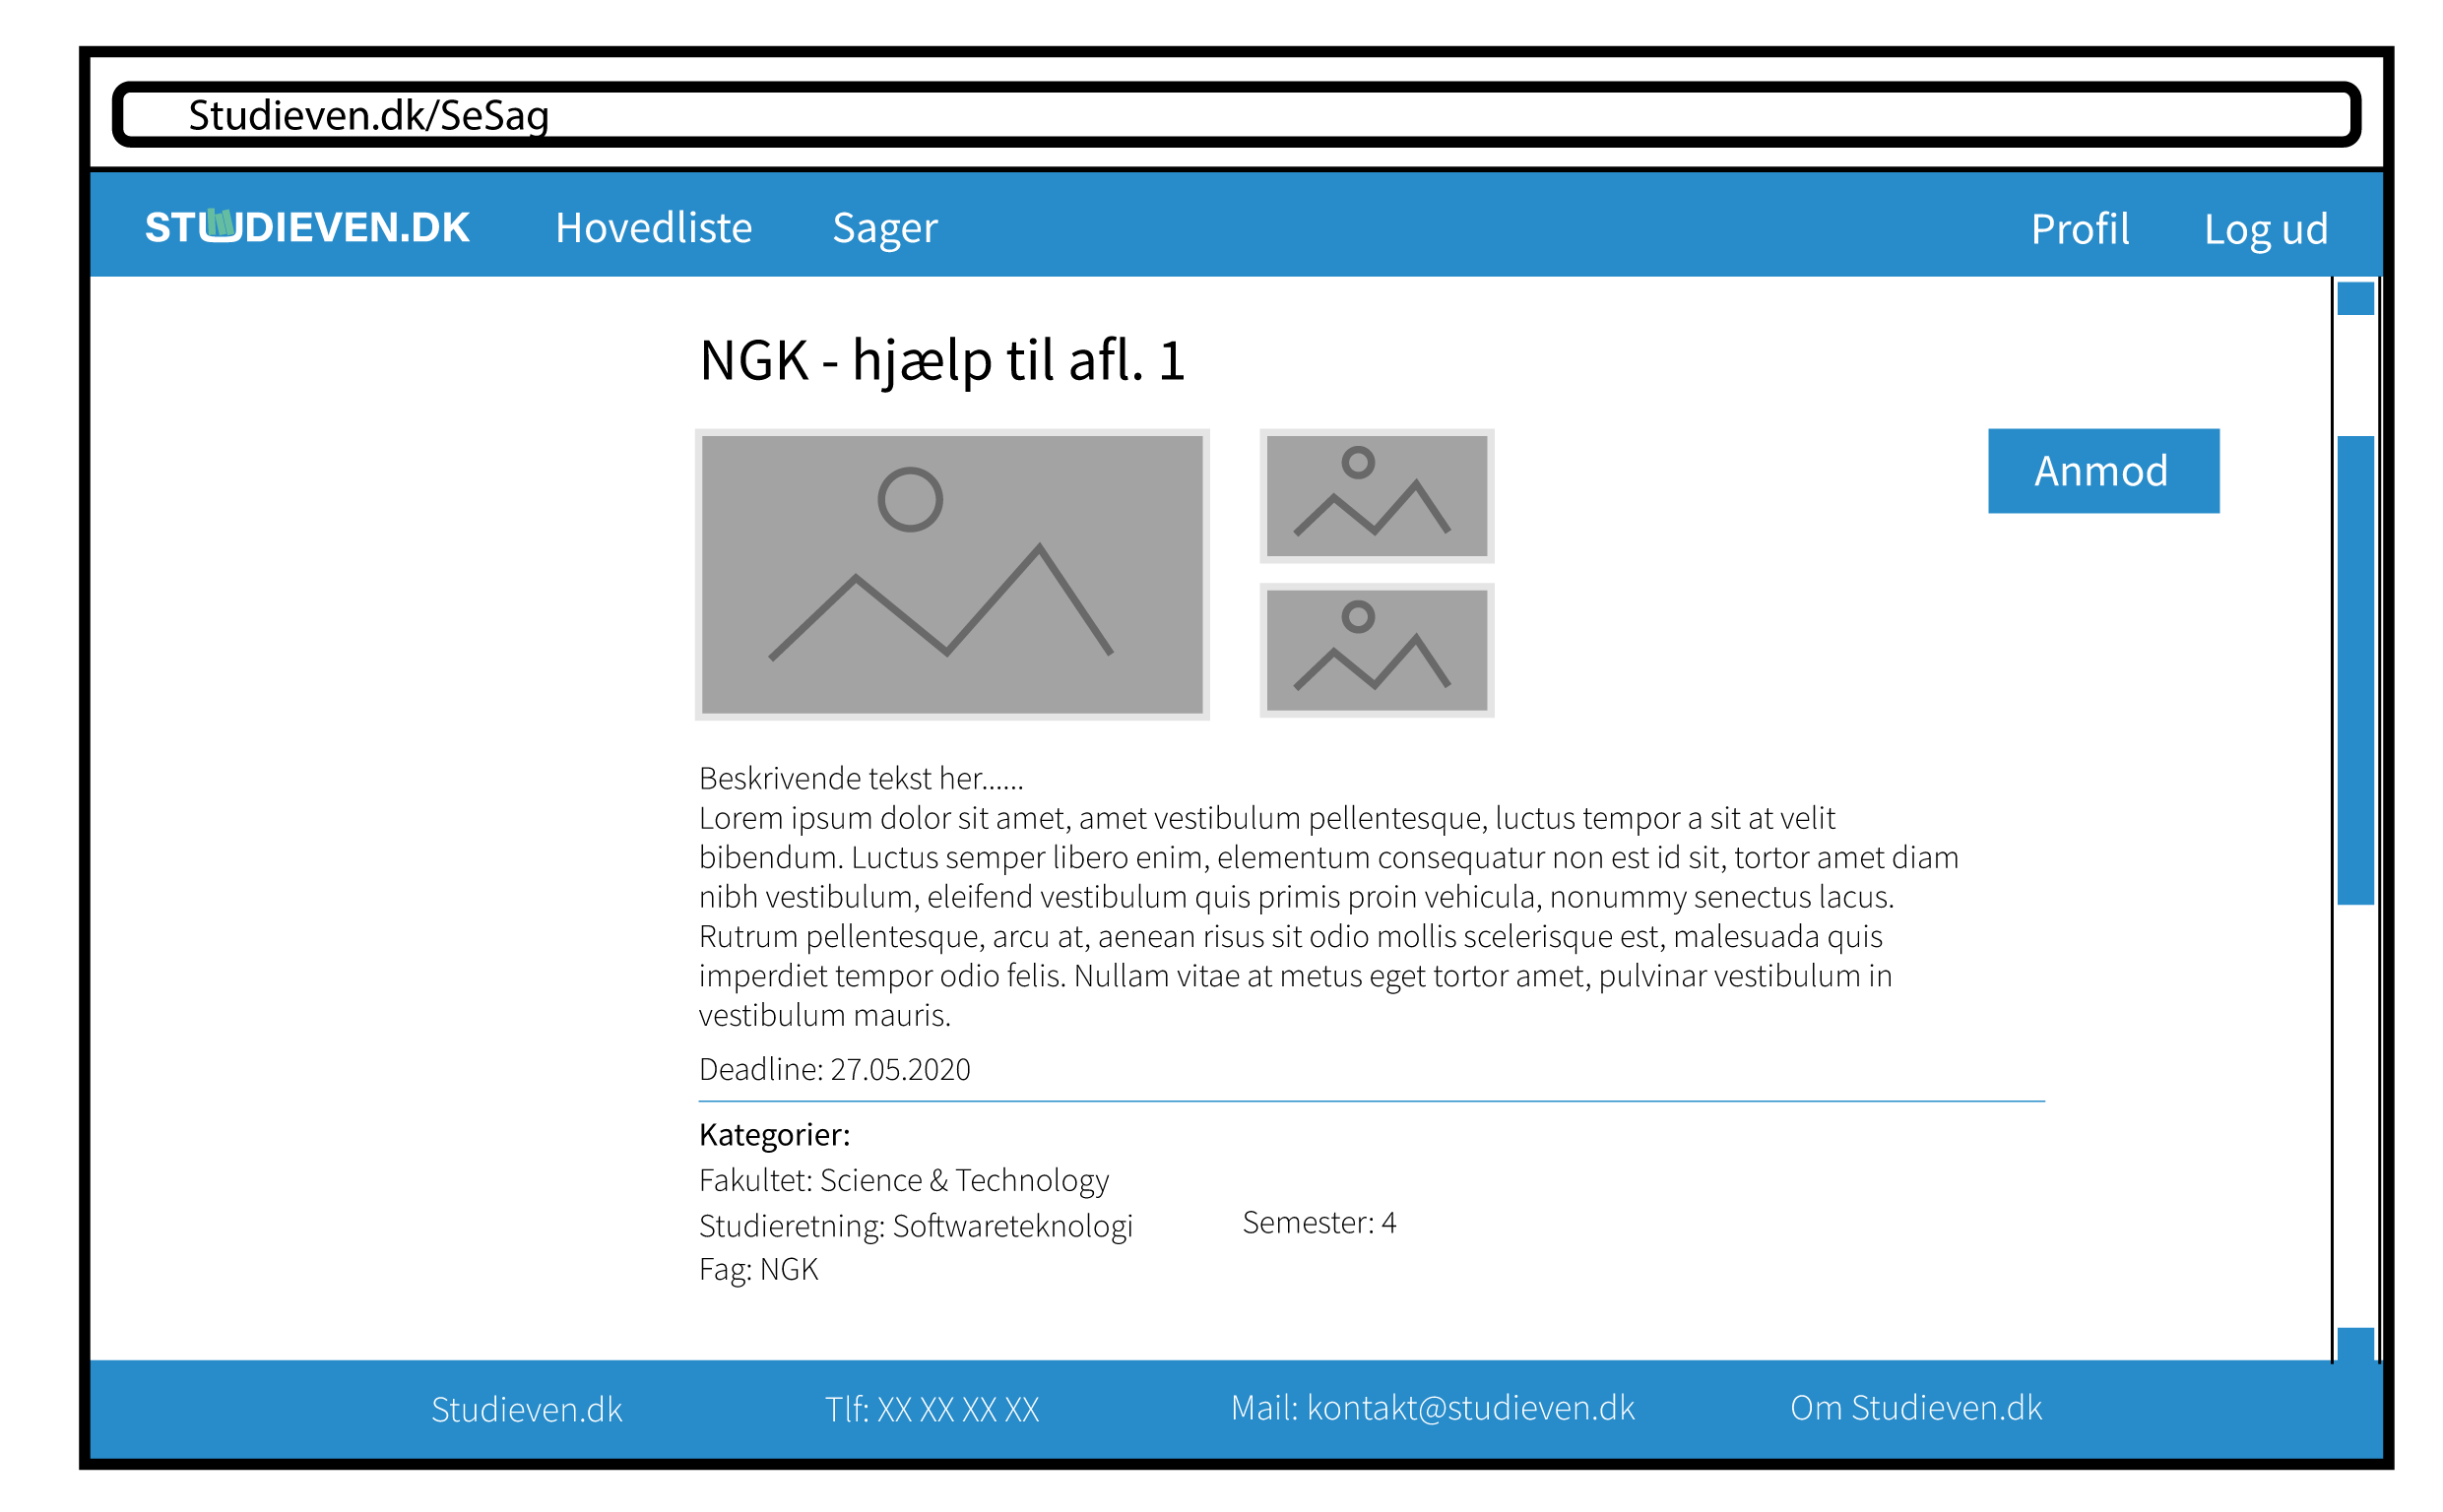 Studieven.dk/SeSag
STUDIEVEN.DK
Hovedliste
Sager
Profil
Log ud
NGK - hjælp til afl. 1
Anmod
Beskrivende tekst her......
Lorem ipsum dolor sit amet, amet vestibulum pellentesque, luctus tempor a sit at velit
bibendum. Luctus semper libero enim, elementum consequatur non est id sit, tortor amet diam
nibh vestibulum, eleifend vestibulum quis primis proin vehicula, nonummy senectus lacus.
Rutrum pellentesque, arcu at, aenean risus sit odio mollis scelerisque est, malesuada quis
imperdiet tempor odio felis. Nullam vitae at metus eget tortor amet, pulvinar vestibulum in
vestibulum mauris.
Deadline: 27.05.2020
Kategorier:
Fakultet: Science & Technology
Studieretning: Softwareteknologi
Semester: 4
Fag: NGK
Studieven.dk
Tlf: XX XX XX XX
Mail: kontakt@studieven.dk
Om Studieven.dk